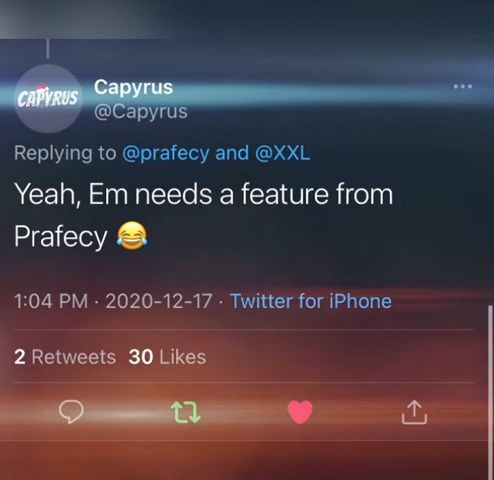 CAPYRUS
Capyrus
@Capyrus
Replying to @prafecy and @XXL
Yeah, Em needs a feature from
Prafecy 😂
1:04 PM · 2020-12-17 · Twitter for iPhone
2 Retweets 30 Likes